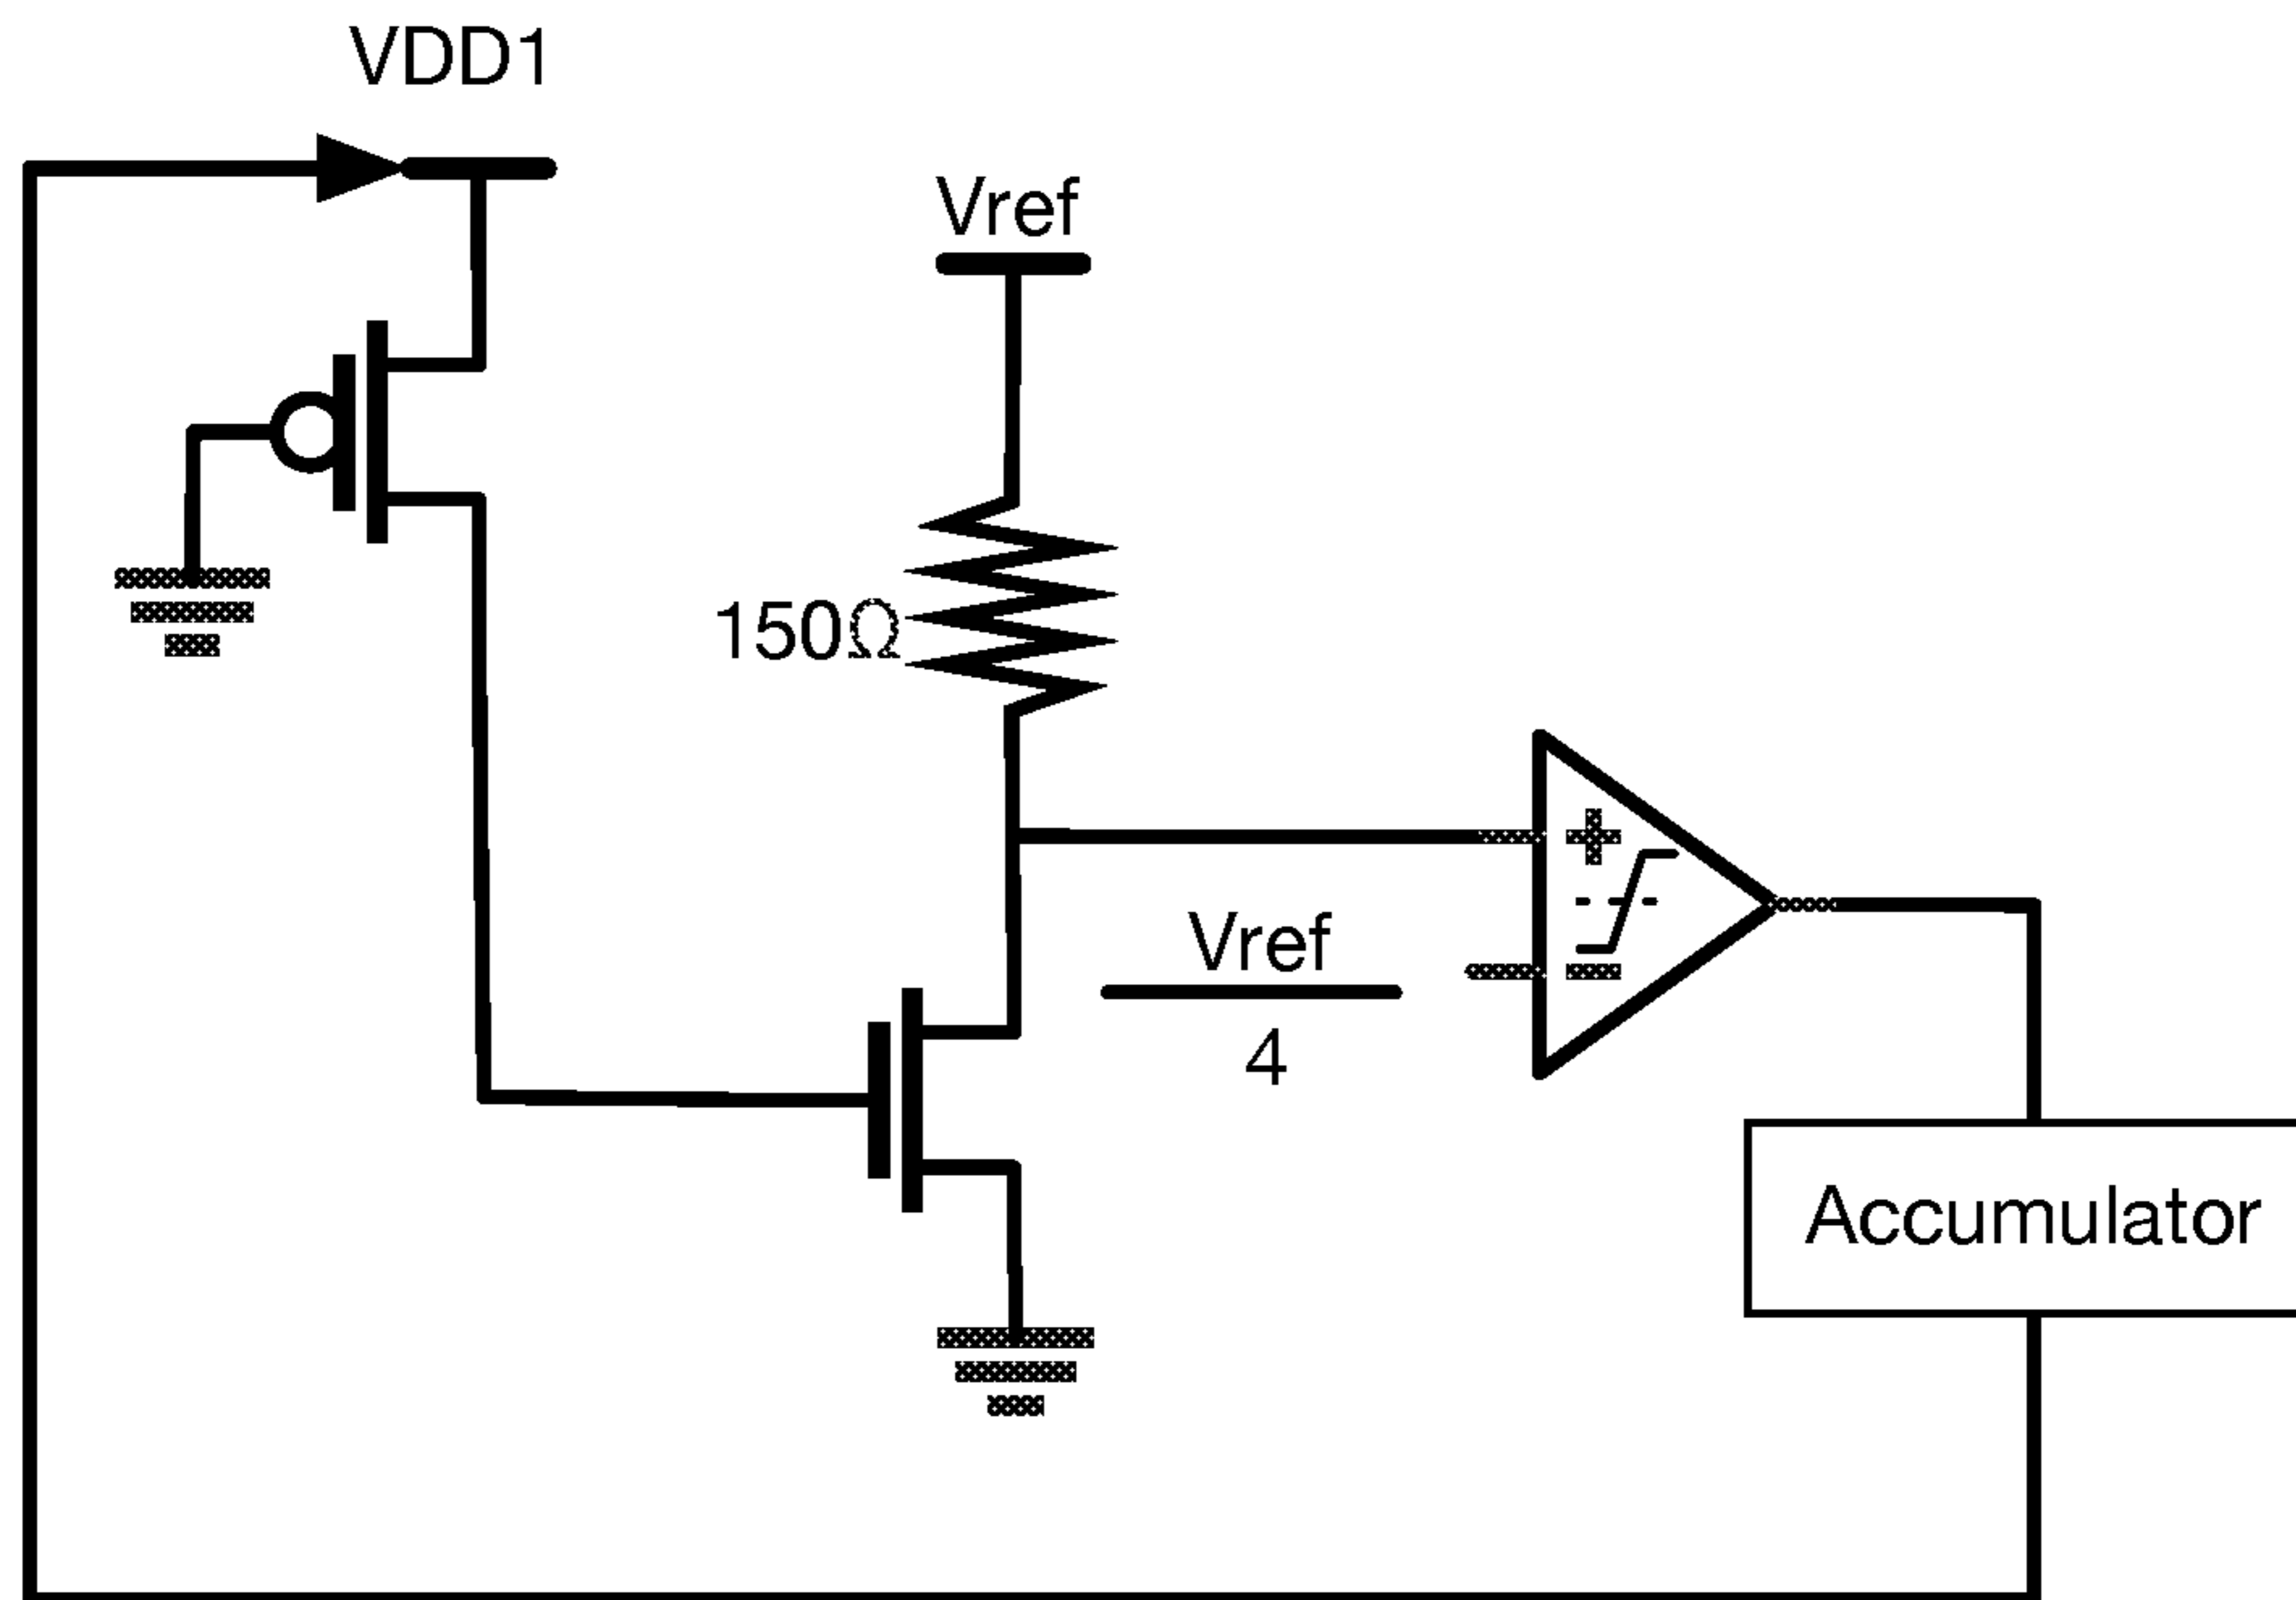 VDD1
Vref
150Ω
Vref
4
Accumulator